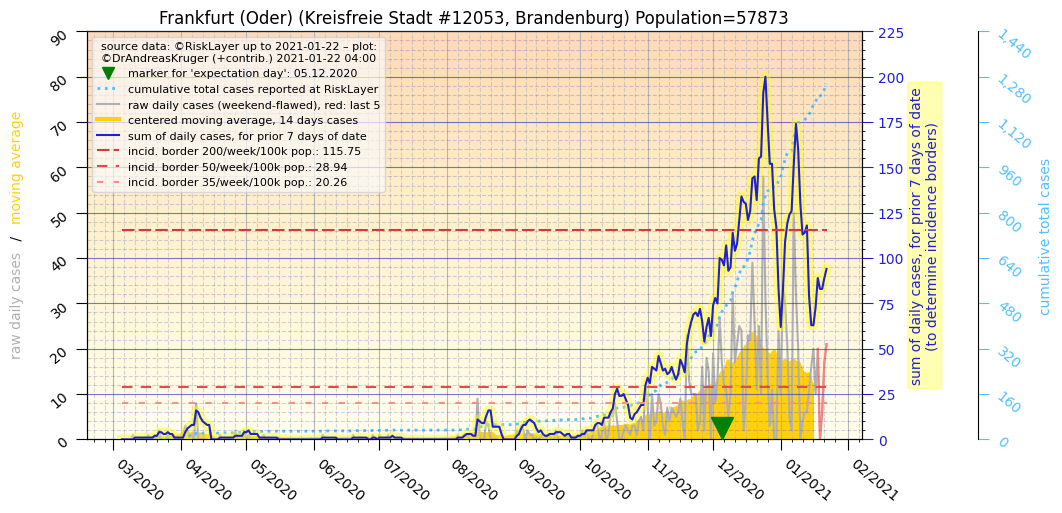 Frankfurt (Oder) (Kreisfreie Stadt #12053, Brandenburg) Population=57873
source data: ©RiskLayer up to 2021-01-22 – plot:
©DrAndreasKruger (+contrib.) 2021-01-22 04:00
marker for 'expectation day': 05.12.2020
cumulative total cases reported at RiskLayer
raw daily cases (weekend-flawed), red: last 5
centered moving average, 14 days cases
sum of daily cases, for prior 7 days of date
incid. border 200/week/100k pop.: 115.75
incid. border 50/week/100k pop.: 28.94
incid. border 35/week/100k pop.: 20.26
raw daily cases / moving average
90
80
70
60
50
40
30
20
10
0
03/2020
04/2020
05/2020
06/2020
07/2020
08/2020
09/2020
10/2020
11/2020
12/2020
01/2021
02/2021
225
200
175
150
125
100
75
50
25
0
sum of daily cases, for prior 7 days of date
(to determine incidence borders)
1,440
1,280
1,120
960
800
640
480
320
160
0
cumulative total cases